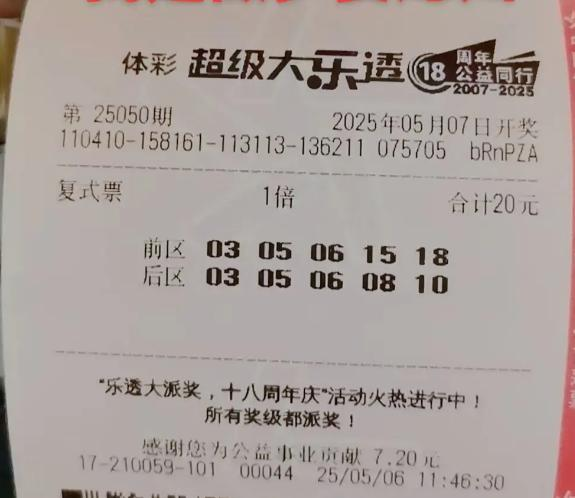 体彩 超级大乐透 18 周年 公益同行 2007-2025
第 25050期 2025年05月07日开奖
110410-158161-113113-136211 075705 bRnPZA
复式票 1倍 合计20元
前区 03 05 06 15 18
后区 03 05 06 08 10
“乐透大派奖，十八周年庆”活动火热进行中！
所有奖级都派奖！
感谢您为公益事业贡献 7.20元
17-210059-101 00044 25/05/06 11:46:30